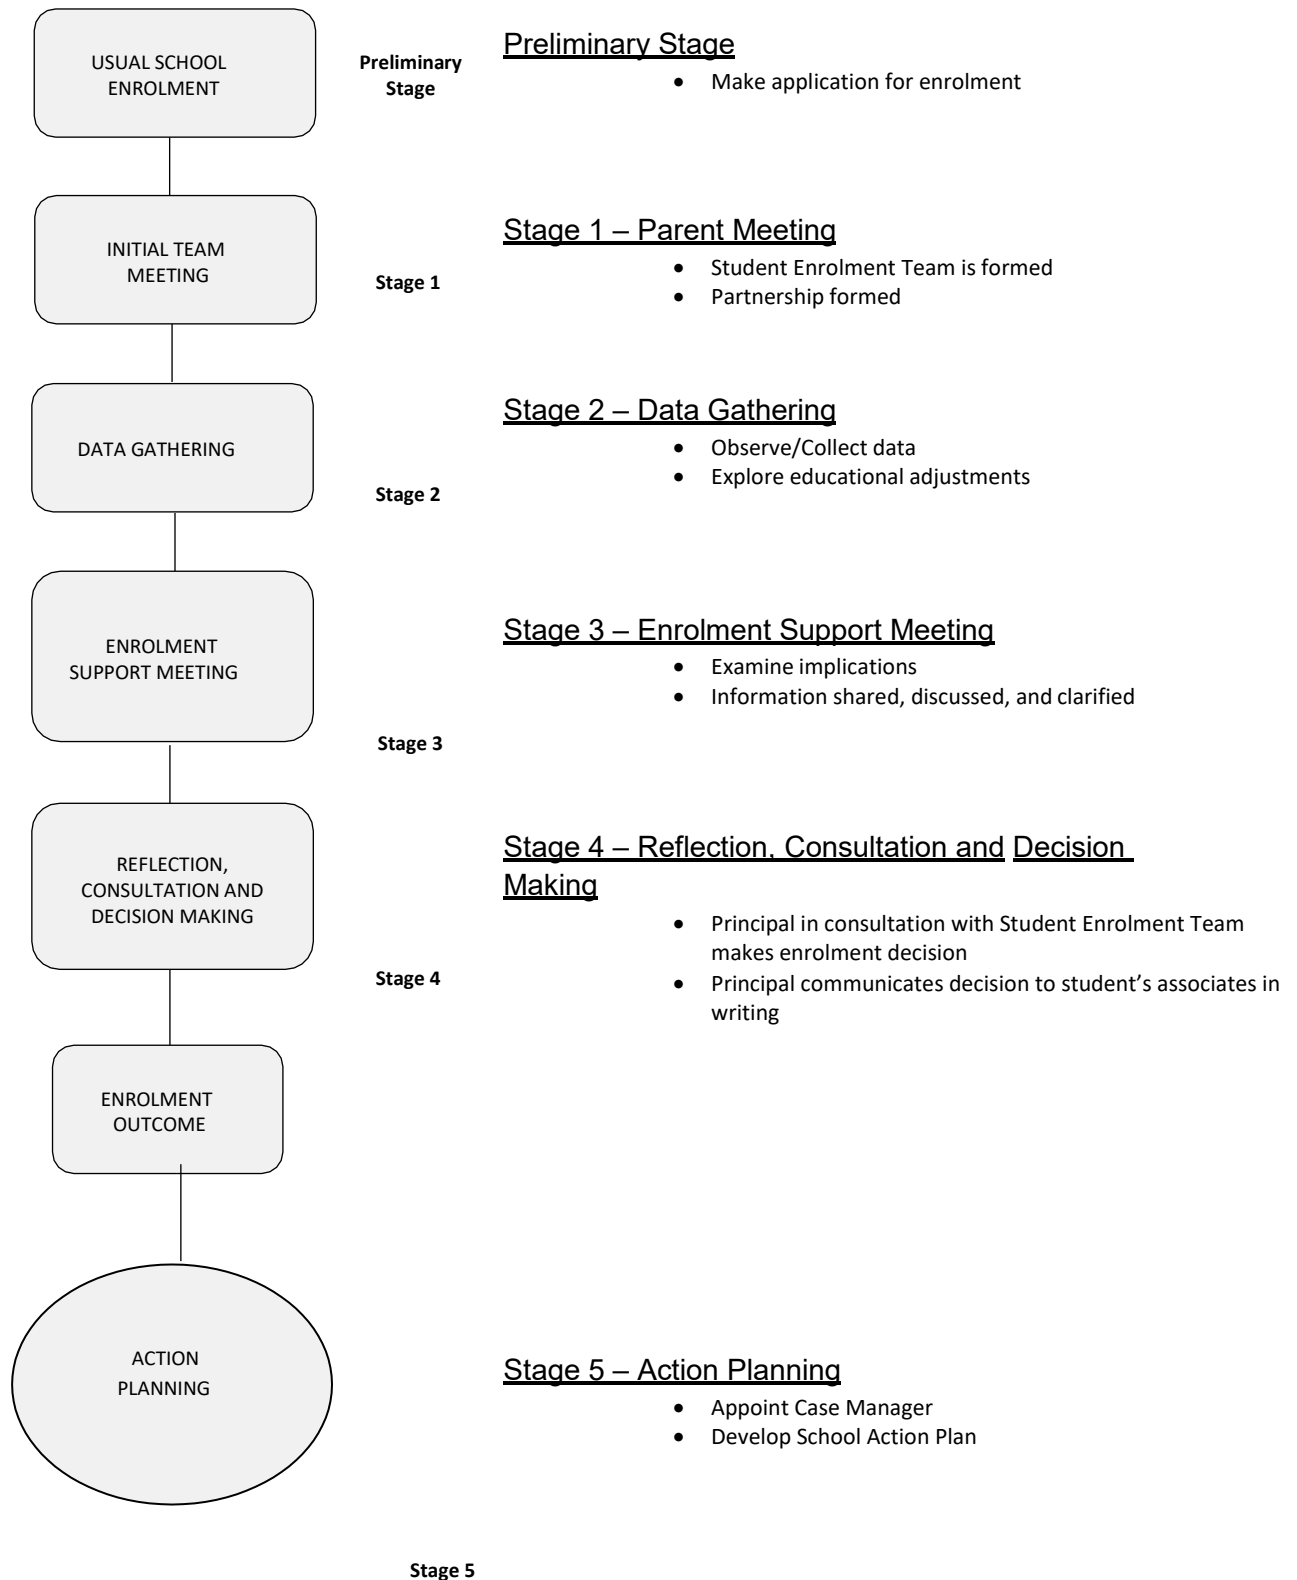 USUAL SCHOOL
ENROLMENT
Preliminary
Stage
Preliminary Stage
• Make application for enrolment
INITIAL TEAM
MEETING
Stage 1
Stage 1 – Parent Meeting
• Student Enrolment Team is formed
• Partnership formed
DATA GATHERING
Stage 2
Stage 2 – Data Gathering
• Observe/Collect data
• Explore educational adjustments
ENROLMENT
SUPPORT MEETING
Stage 3
Stage 3 – Enrolment Support Meeting
• Examine implications
• Information shared, discussed, and clarified
REFLECTION,
CONSULTATION AND
DECISION MAKING
Stage 4
Stage 4 – Reflection, Consultation and Decision
Making
• Principal in consultation with Student Enrolment Team
makes enrolment decision
• Principal communicates decision to student’s associates in
writing
ENROLMENT
OUTCOME
ACTION
PLANNING
Stage 5 – Action Planning
• Appoint Case Manager
• Develop School Action Plan
Stage 5